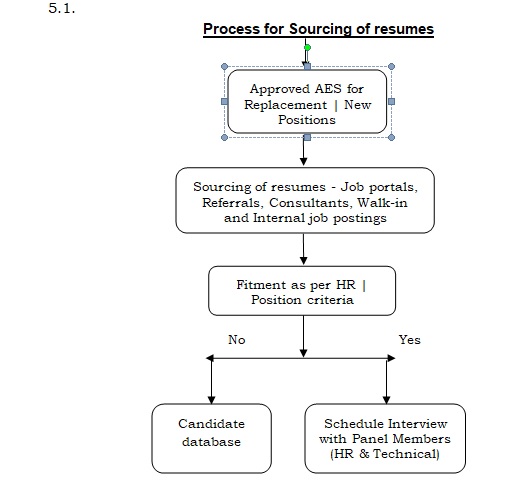 5.1.
Process for Sourcing of resumes
Approved AES for
Replacement | New
Positions
Sourcing of resumes - Job portals,
Referrals, Consultants, Walk-in
and Internal job postings
Fitment as per HR |
Position criteria
No
Yes
Candidate
database
Schedule Interview
with Panel Members
(HR & Technical)